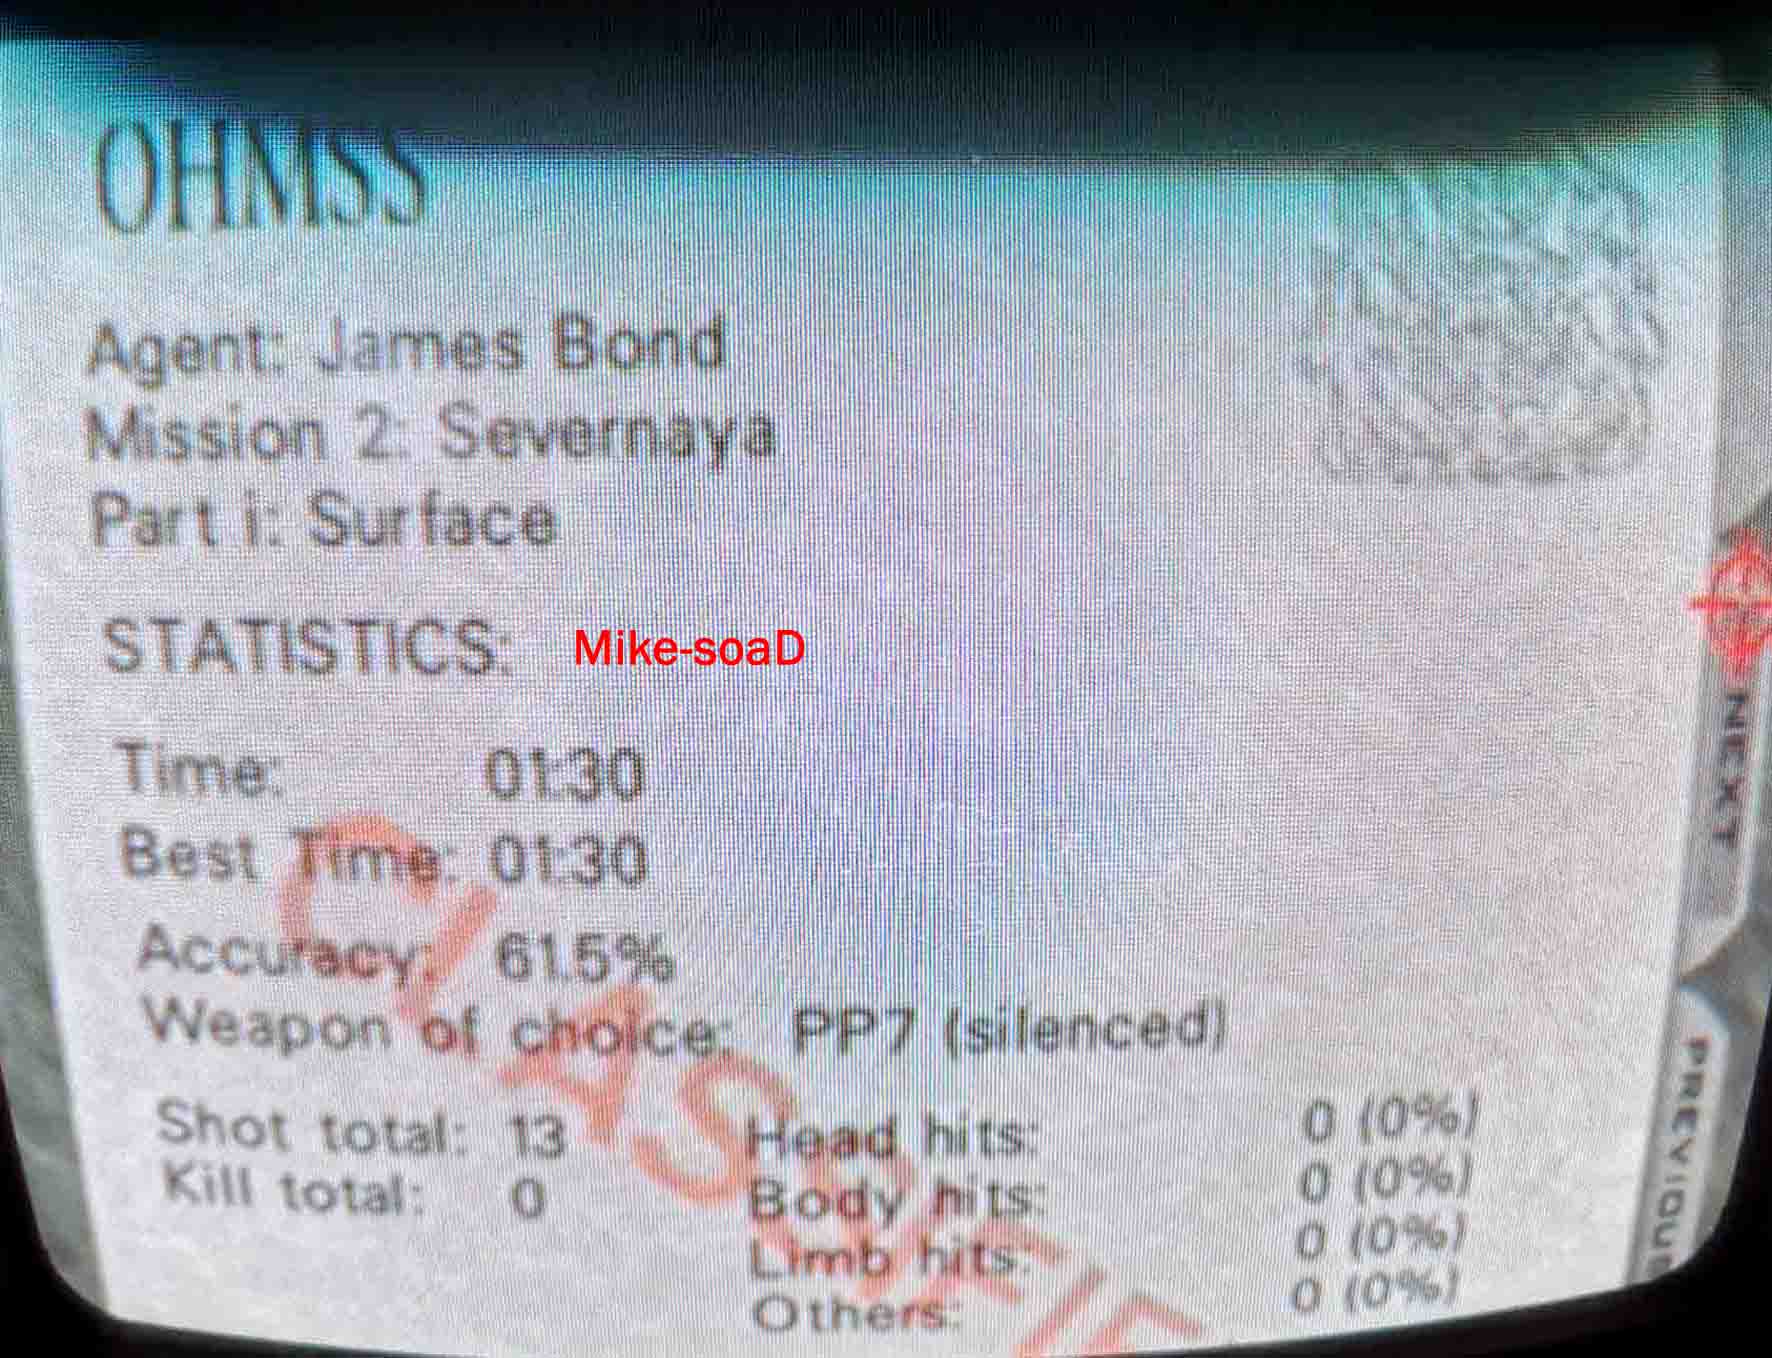 OHMSS
Agent: James Bond
Mission 2: Severnaya
Part i: Surface
STATISTICS:
Mike-soaD
Time: 01:30
Best Time: 01:30
Accuracy: 61.5%
Weapon of choice: PP7 (silenced)
Shot total: 13
Kill total: 0
Head hits: 0 (0%)
Body hits: 0 (0%)
Limb hits: 0 (0%)
Others: 0 (0%)
CLASSIFIE
NEXT
PREVIOUS